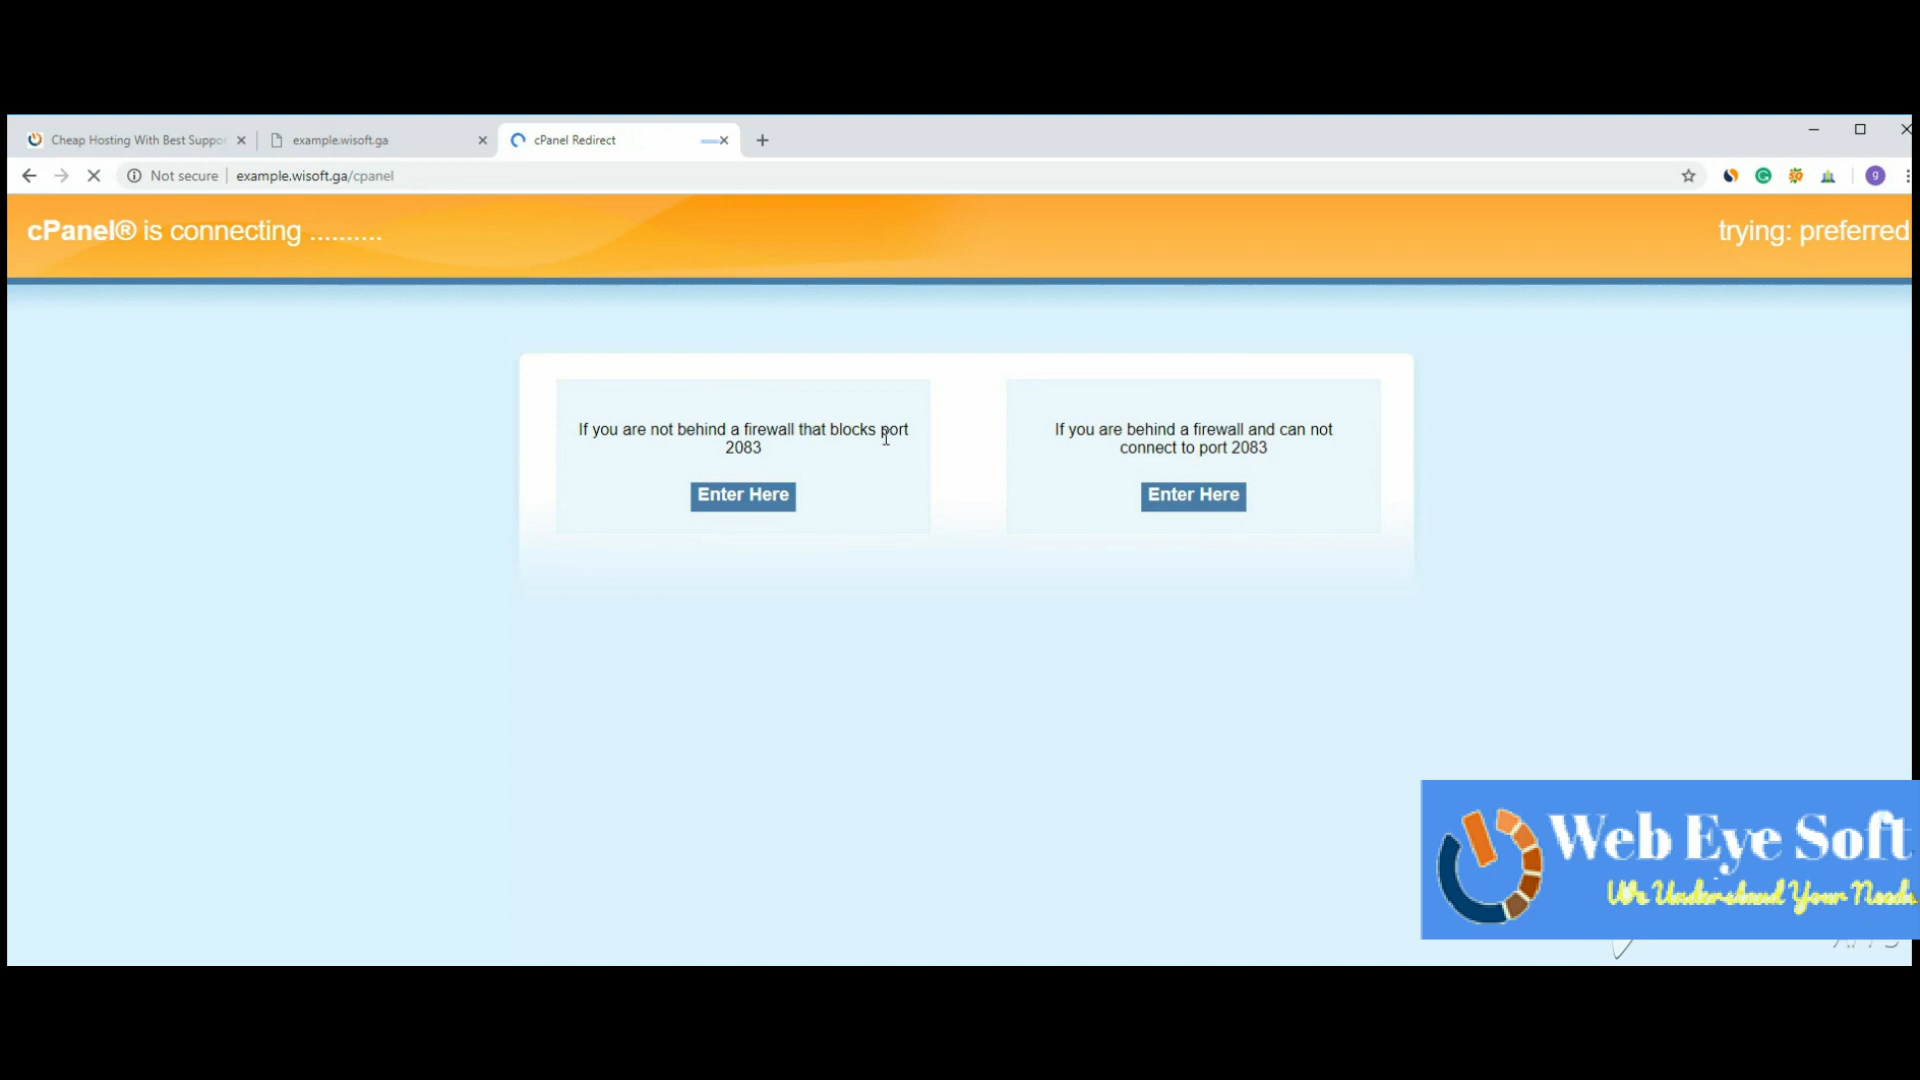 Cheap Hosting With Best Suppor
example.wisoft.ga
cPanel Redirect
Not secure
example.wisoft.ga/cpanel
g
cPanel® is connecting ..........
trying: preferred
If you are not behind a firewall that blocks port
2083
Enter Here
If you are behind a firewall and can not
connect to port 2083
Enter Here
Web Eye Soft
We Understand Your Needs